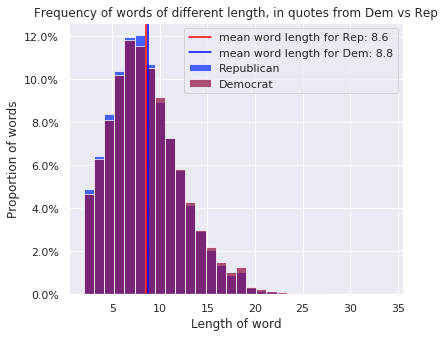 Frequency of words of different length, in quotes from Dem vs Rep
mean word length for Rep: 8.6
mean word length for Dem: 8.8
Republican
Democrat
Proportion of words
12.0%
10.0%
8.0%
6.0%
4.0%
2.0%
0.0%
5 10 15 20 25 30 35
Length of word